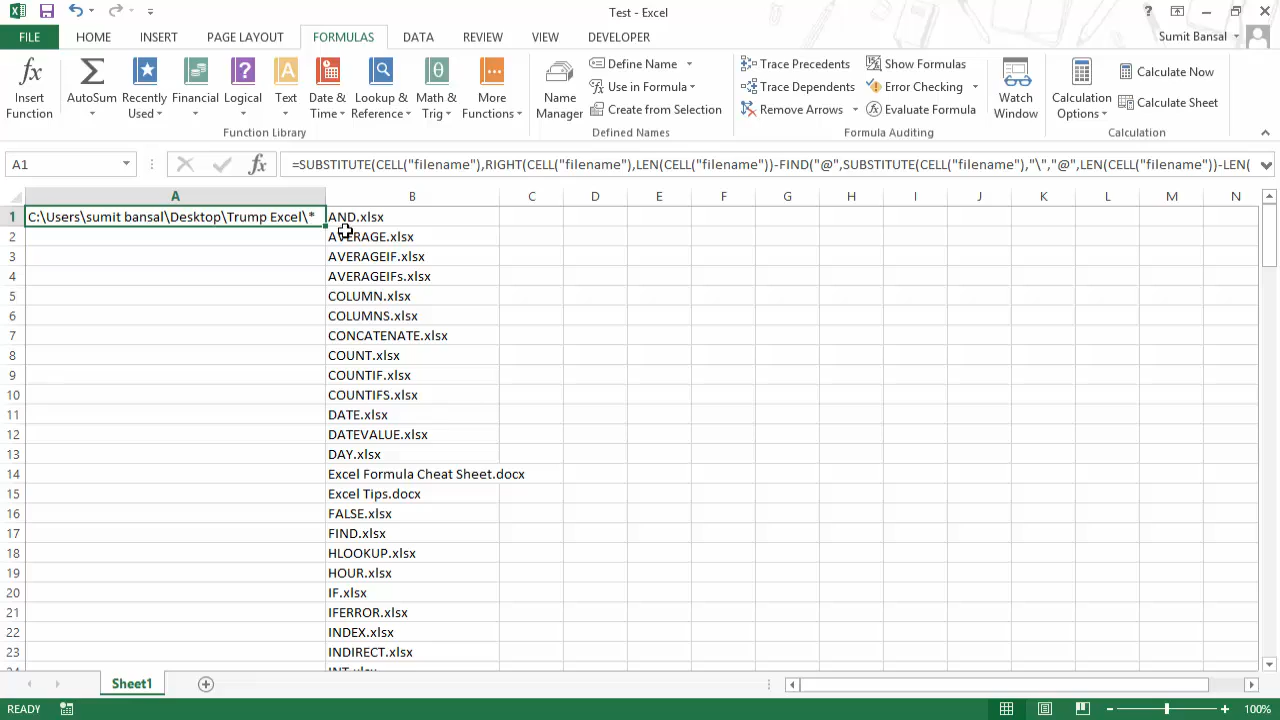 Test - Excel
FILE HOME INSERT PAGE LAYOUT FORMULAS DATA REVIEW VIEW DEVELOPER Sumit Bansal
Insert Function
AutoSum
Recently Used
Financial
Logical
Text
Date & Time
Lookup & Reference
Math & Trig
More Functions
Function Library
Name Manager
Define Name
Use in Formula
Create from Selection
Defined Names
Trace Precedents
Trace Dependents
Remove Arrows
Show Formulas
Error Checking
Evaluate Formula
Formula Auditing
Watch Window
Calculation Options
Calculate Now
Calculate Sheet
Calculation
A1 fx =SUBSTITUTE(CELL("filename"),RIGHT(CELL("filename"),LEN(CELL("filename"))-FIND("@",SUBSTITUTE(CELL("filename"),"\","@",LEN(CELL("filename"))-LEN(
A B C D E F G H I J K L M N
1 C:\Users\sumit bansal\Desktop\Trump Excel\* AND.xlsx
2 AVERAGE.xlsx
3 AVERAGEIF.xlsx
4 AVERAGEIFs.xlsx
5 COLUMN.xlsx
6 COLUMNS.xlsx
7 CONCATENATE.xlsx
8 COUNT.xlsx
9 COUNTIF.xlsx
10 COUNTIFS.xlsx
11 DATE.xlsx
12 DATEVALUE.xlsx
13 DAY.xlsx
14 Excel Formula Cheat Sheet.docx
15 Excel Tips.docx
16 FALSE.xlsx
17 FIND.xlsx
18 HLOOKUP.xlsx
19 HOUR.xlsx
20 IF.xlsx
21 IFERROR.xlsx
22 INDEX.xlsx
23 INDIRECT.xlsx
24 INT.xlsx
Sheet1
READY 100%